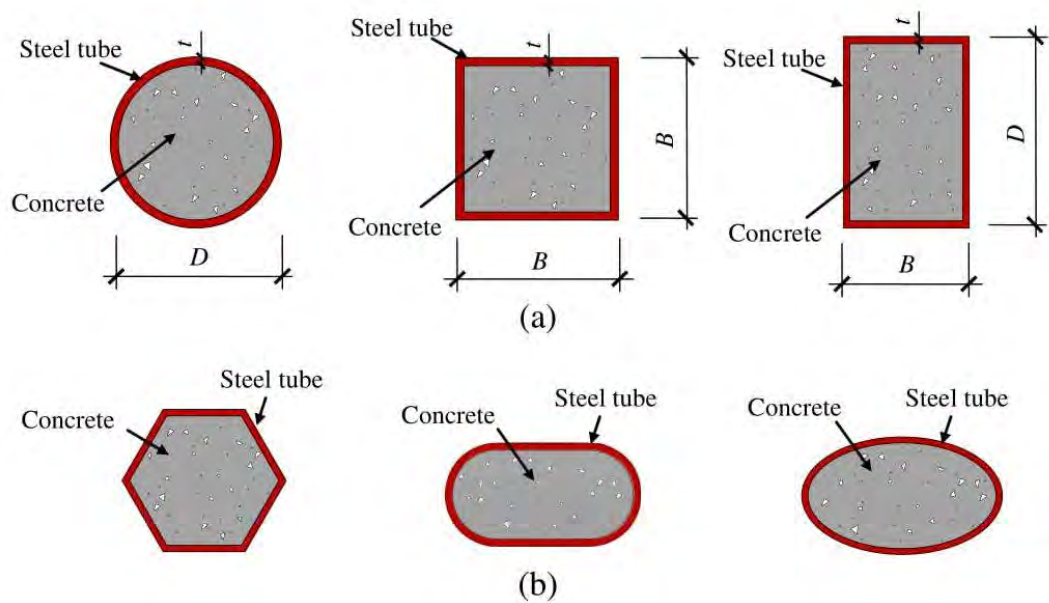 Steel tube
t
Concrete
D
Steel tube
t
Concrete
B
B
Steel tube
t
Concrete
D
B
(a)
Concrete
Steel tube
Concrete
Steel tube
Concrete
Steel tube
(b)